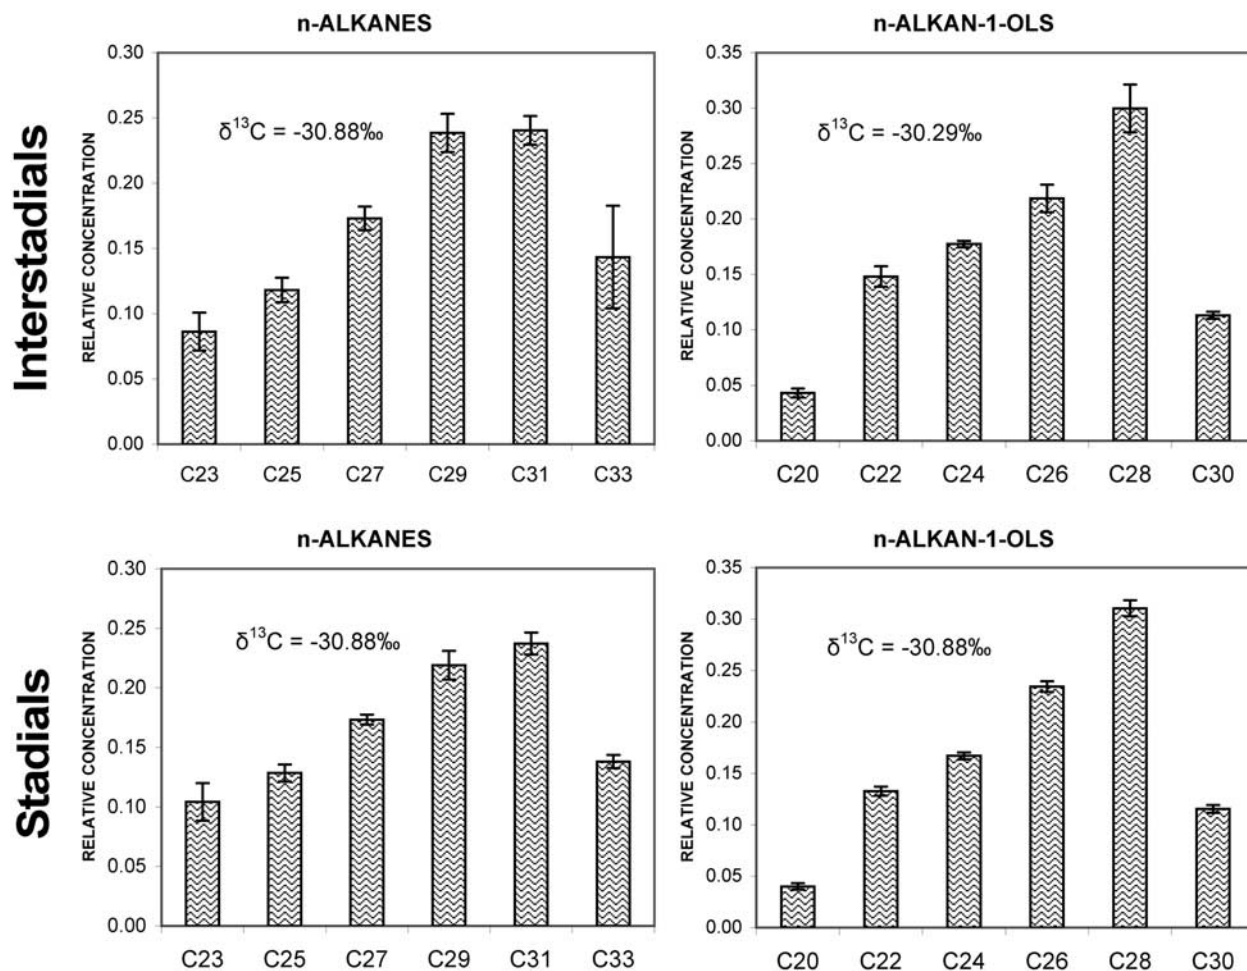 Interstadials
n-ALKANES
RELATIVE CONCENTRATION
0.30
0.25
0.20
0.15
0.10
0.05
0.00
δ¹³C = -30.88‰
C23 C25 C27 C29 C31 C33
n-ALKAN-1-OLS
RELATIVE CONCENTRATION
0.35
0.30
0.25
0.20
0.15
0.10
0.05
0.00
δ¹³C = -30.29‰
C20 C22 C24 C26 C28 C30
Stadials
n-ALKANES
RELATIVE CONCENTRATION
0.30
0.25
0.20
0.15
0.10
0.05
0.00
δ¹³C = -30.88‰
C23 C25 C27 C29 C31 C33
n-ALKAN-1-OLS
RELATIVE CONCENTRATION
0.35
0.30
0.25
0.20
0.15
0.10
0.05
0.00
δ¹³C = -30.88‰
C20 C22 C24 C26 C28 C30